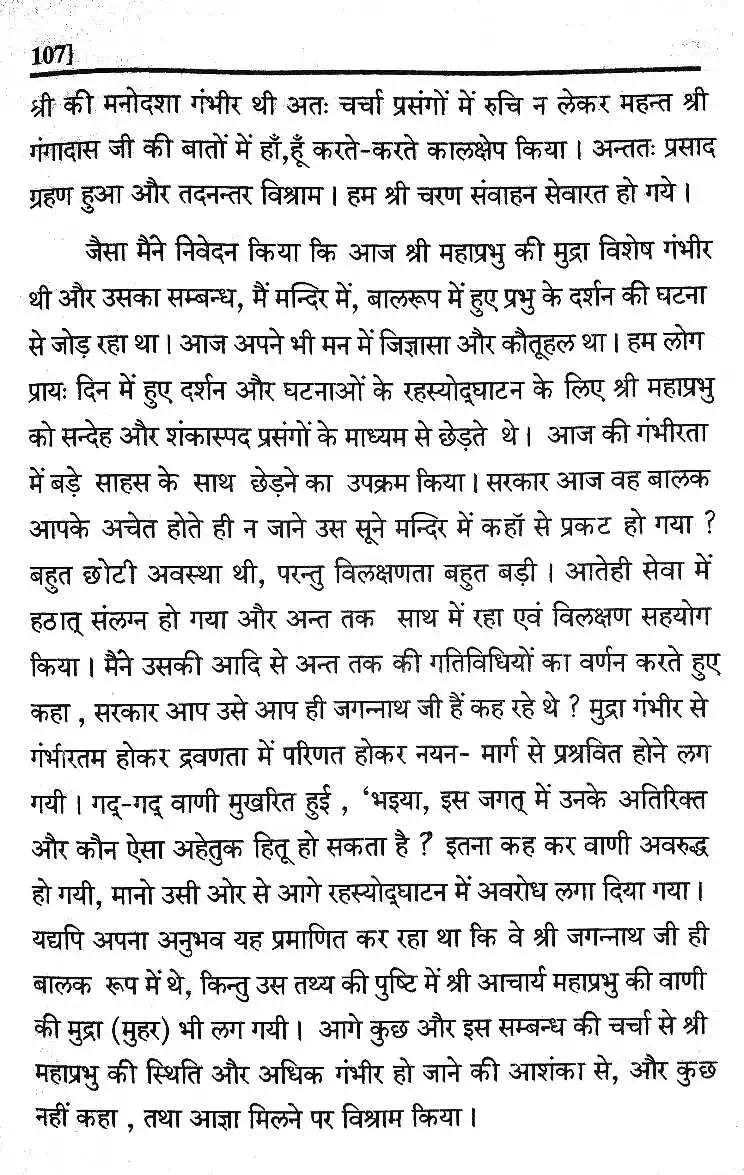 107]
श्री की मनोदशा गंभीर थी अतः चर्चा प्रसंगों में रुचि न लेकर महन्त श्री
गंगादास जी की बातों में हाँ,हूँ करते-करते कालक्षेप किया । अन्ततः प्रसाद
ग्रहण हुआ और तदनन्तर विश्राम । हम श्री चरण संवाहन सेवारत हो गये ।
जैसा मैंने निवेदन किया कि आज श्री महाप्रभु की मुद्रा विशेष गंभीर
थी और उसका सम्बन्ध, मैं मन्दिर में, बालरूप में हुए प्रभु के दर्शन की घटना
से जोड़ रहा था । आज अपने भी मन में जिज्ञासा और कौतूहल था । हम लोग
प्रायः दिन में हुए दर्शन और घटनाओं के रहस्योद्घाटन के लिए श्री महाप्रभु
को सन्देह और शंकास्पद प्रसंगों के माध्यम से छेड़ते थे । आज की गंभीरता
में बड़े साहस के साथ छेड़ने का उपक्रम किया । सरकार आज वह बालक
आपके अचेत होते ही न जाने उस सूने मन्दिर में कहॉ से प्रकट हो गया ?
बहुत छोटी अवस्था थी, परन्तु विलक्षणता बहुत बड़ी । आतेही सेवा में
हठात् संलग्न हो गया और अन्त तक साथ में रहा एवं विलक्षण सहयोग
किया । मैंने उसकी आदि से अन्त तक की गतिविधियों का वर्णन करते हुए
कहा , सरकार आप उसे आप ही जगन्नाथ जी हैं कह रहे थे ? मुद्रा गंभीर से
गंभीरतम होकर द्रवणता में परिणत होकर नयन- मार्ग से प्रश्रवित होने लग
गयी । गद्-गद् वाणी मुखरित हुई , ‘भइया, इस जगत् में उनके अतिरिक्त
और कौन ऐसा अहेतुक हितू हो सकता है ? इतना कह कर वाणी अवरुद्ध
हो गयी, मानो उसी ओर से आगे रहस्योद्घाटन में अवरोध लगा दिया गया ।
यद्यपि अपना अनुभव यह प्रमाणित कर रहा था कि वे श्री जगन्नाथ जी ही
बालक रूप में थे, किन्तु उस तथ्य की पुष्टि में श्री आचार्य महाप्रभु की वाणी
की मुद्रा (मुहर) भी लग गयी । आगे कुछ और इस सम्बन्ध की चर्चा से श्री
महाप्रभु की स्थिति और अधिक गंभीर हो जाने की आशंका से, और कुछ
नहीं कहा , तथा आज्ञा मिलने पर विश्राम किया ।